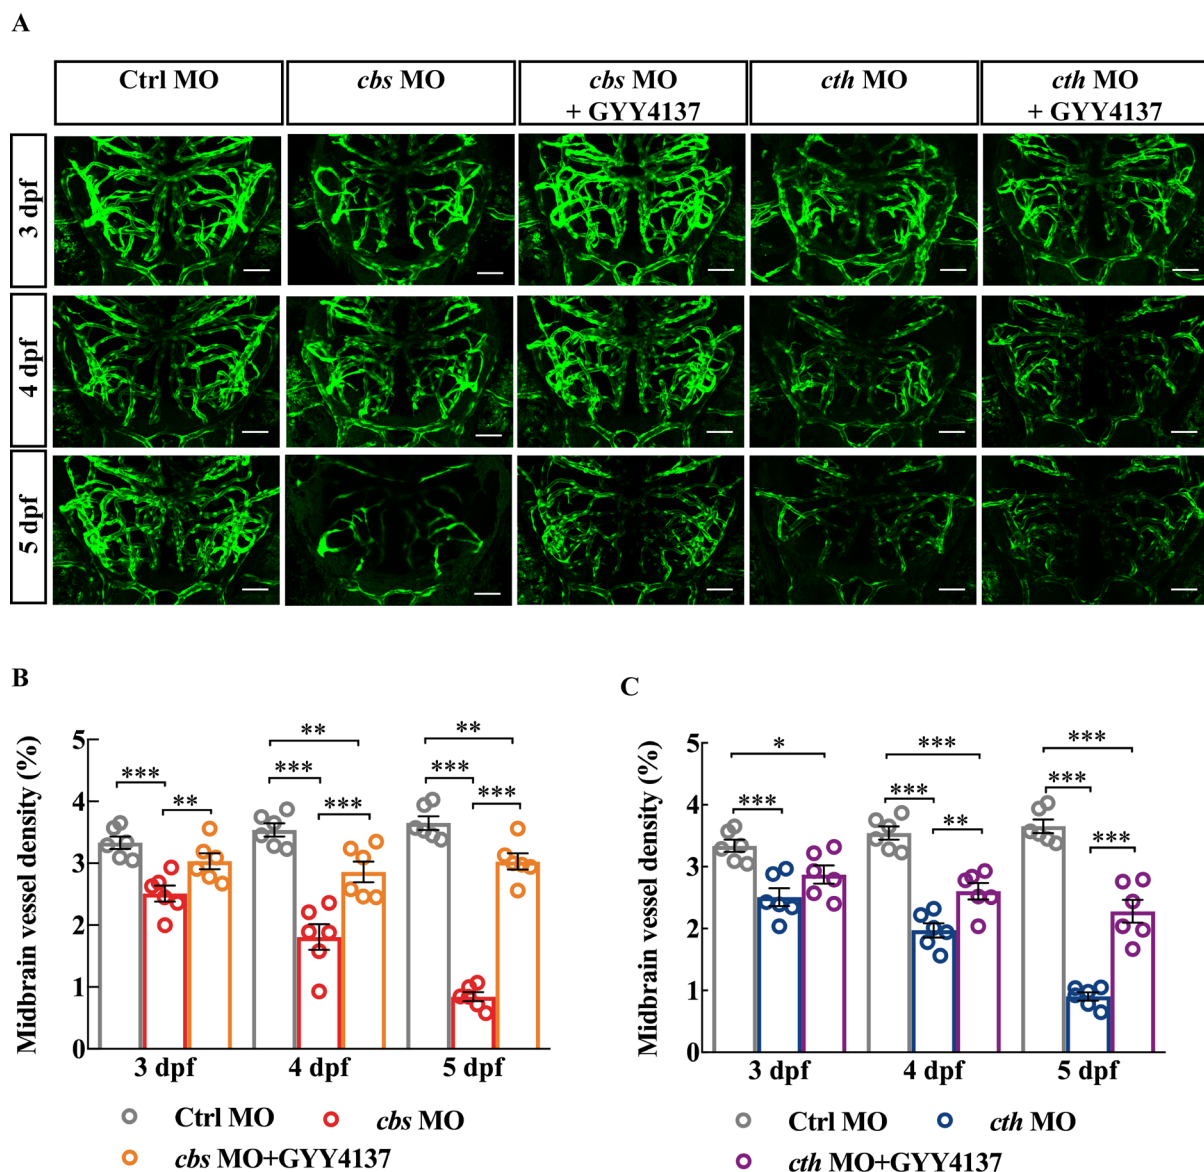 A
Ctrl MO
cbs MO
cbs MO
+ GYY4137
cth MO
cth MO
+ GYY4137
3 dpf
4 dpf
5 dpf
B
Midbrain vessel density (%)
5
4
3
2
1
0
***
**
**
***
***
**
***
***
3 dpf
4 dpf
5 dpf
Ctrl MO
cbs MO
cbs MO+GYY4137
C
Midbrain vessel density (%)
5
4
3
2
1
0
*
***
***
***
**
***
***
***
3 dpf
4 dpf
5 dpf
Ctrl MO
cth MO
cth MO+GYY4137